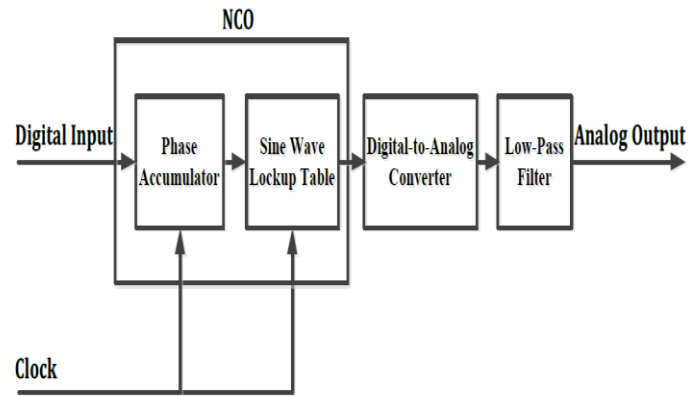 NCO
Digital Input
Phase
Accumulator
Sine Wave
Lockup Table
Digital-to-Analog
Converter
Low-Pass
Filter
Analog Output
Clock